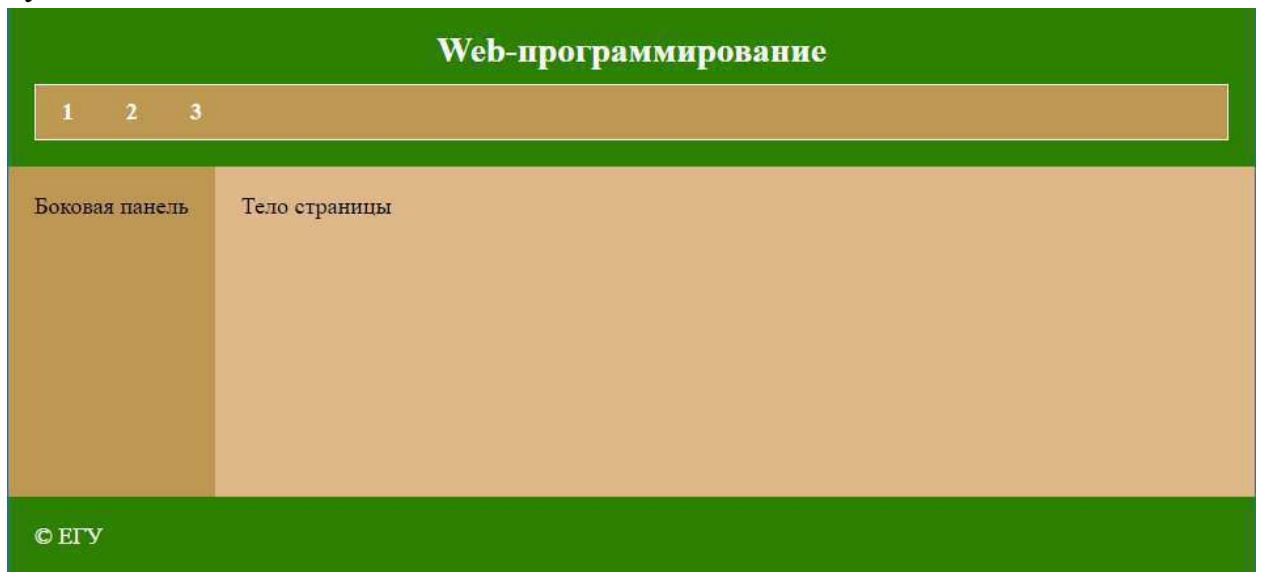 Web-программирование
1 2 3
Боковая панель
Тело страницы
© ЕГУ